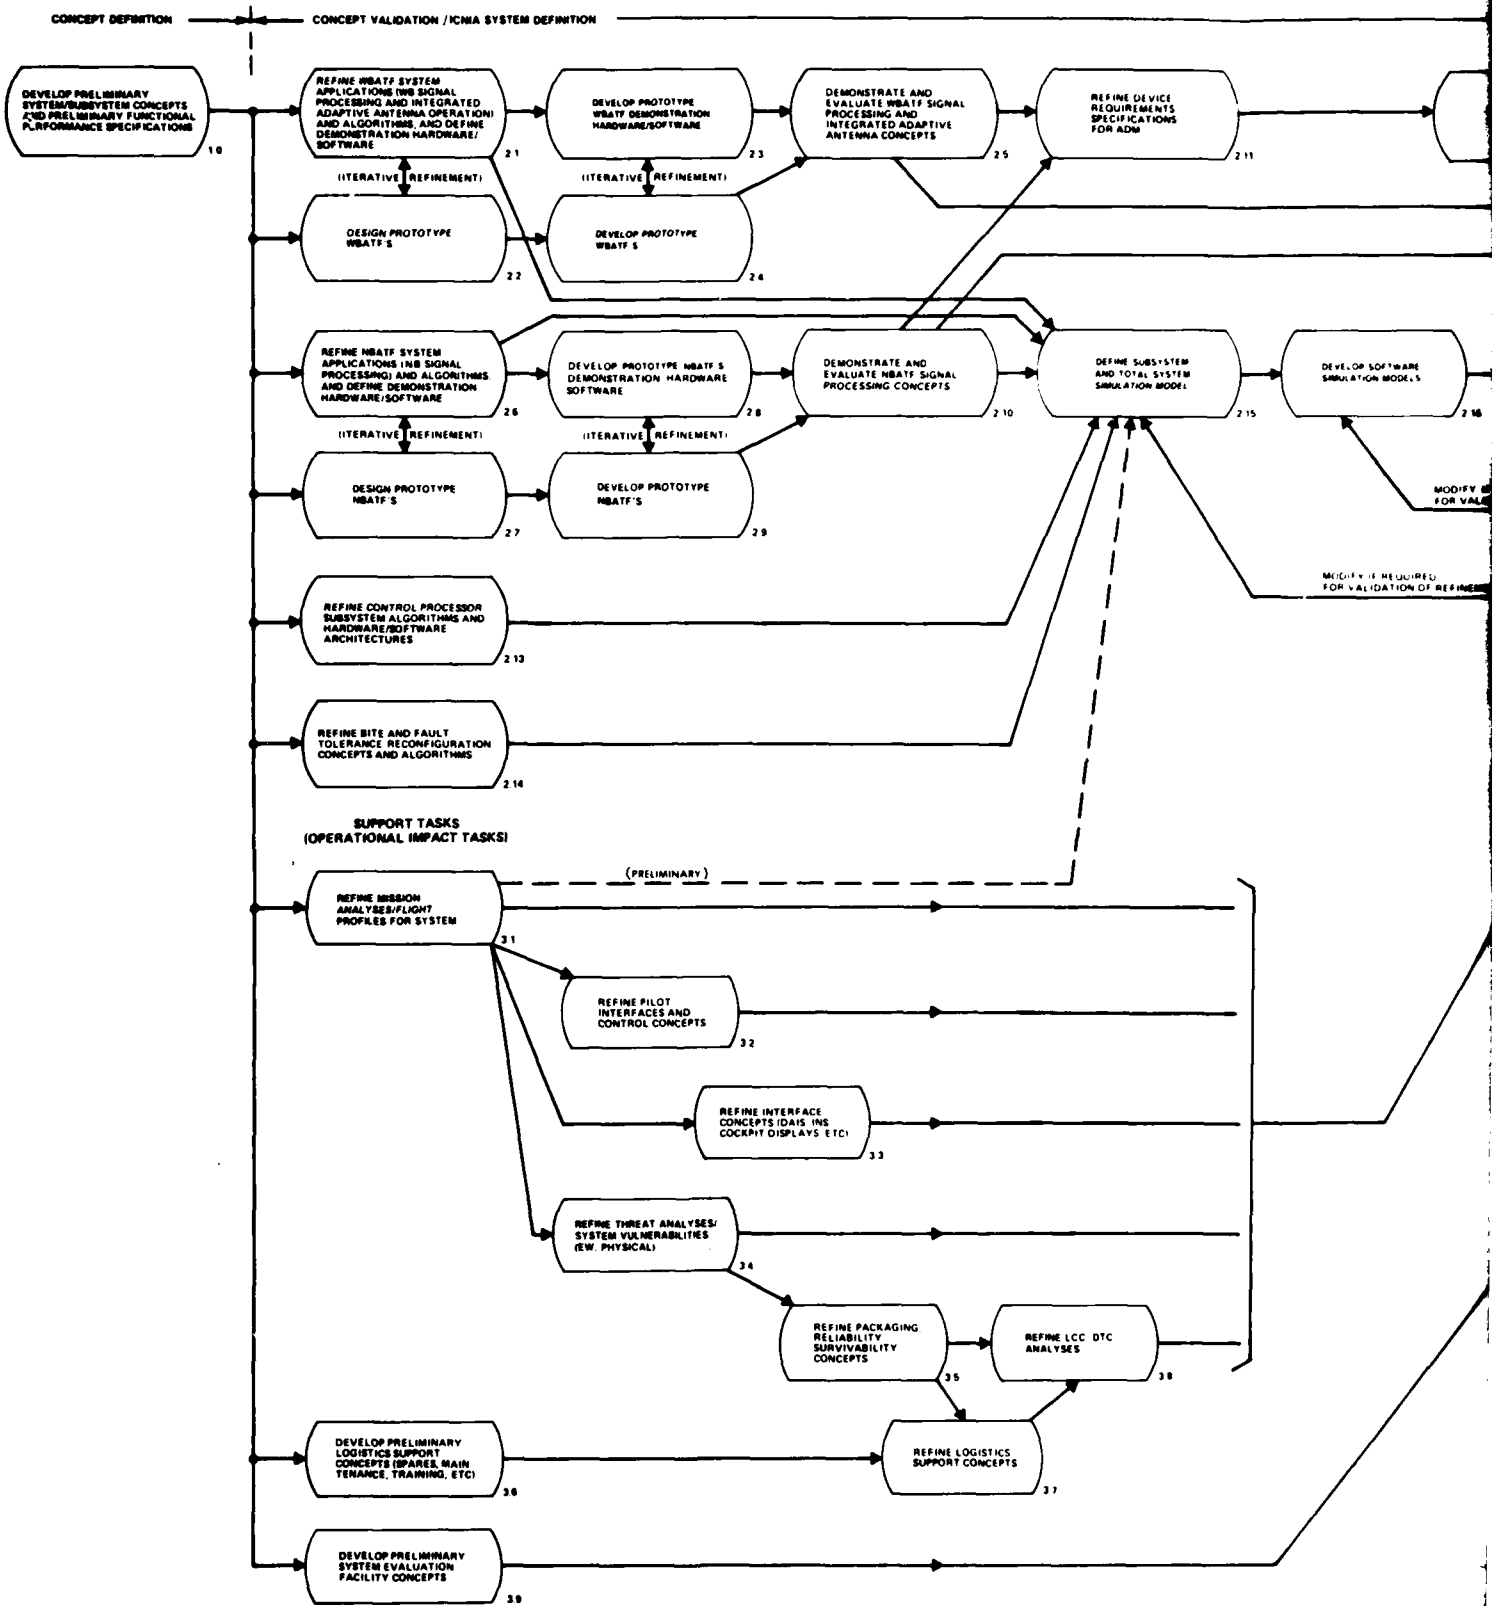 CONCEPT DEFINITION
CONCEPT VALIDATION / ICNIA SYSTEM DEFINITION
DEVELOP PRELIMINARY
SYSTEM/SUBSYSTEM CONCEPTS
AND PRELIMINARY FUNCTIONAL
PERFORMANCE SPECIFICATIONS
1.0
REFINE WBATF SYSTEM
APPLICATIONS (WB SIGNAL
PROCESSING AND INTEGRATED
ADAPTIVE ANTENNA OPERATION)
AND ALGORITHMS, AND DEFINE
DEMONSTRATION HARDWARE/
SOFTWARE
2.1
DEVELOP PROTOTYPE
WBATF DEMONSTRATION
HARDWARE/SOFTWARE
2.3
DEMONSTRATE AND
EVALUATE WBATF SIGNAL
PROCESSING AND
INTEGRATED ADAPTIVE
ANTENNA CONCEPTS
2.5
REFINE DEVICE
REQUIREMENTS
SPECIFICATIONS
FOR ADM
2.11
(ITERATIVE REFINEMENT)
(ITERATIVE REFINEMENT)
DESIGN PROTOTYPE
WBATF'S
2.2
DEVELOP PROTOTYPE
WBATF'S
2.4
REFINE NBATF SYSTEM
APPLICATIONS (NB SIGNAL
PROCESSING) AND ALGORITHMS
AND DEFINE DEMONSTRATION
HARDWARE/SOFTWARE
2.6
DEVELOP PROTOTYPE NBATF'S
DEMONSTRATION HARDWARE
SOFTWARE
2.8
DEMONSTRATE AND
EVALUATE NBATF SIGNAL
PROCESSING CONCEPTS
2.10
DEFINE SUBSYSTEM
AND TOTAL SYSTEM
SIMULATION MODEL
2.15
DEVELOP SOFTWARE
SIMULATION MODELS
2.16
(ITERATIVE REFINEMENT)
(ITERATIVE REFINEMENT)
DESIGN PROTOTYPE
NBATF'S
2.7
DEVELOP PROTOTYPE
NBATF'S
2.9
MODIFY
FOR
MODIFY IF REQUIRED
FOR VALIDATION OF
REFINE CONTROL PROCESSOR
SUBSYSTEM ALGORITHMS AND
HARDWARE/SOFTWARE
ARCHITECTURES
2.13
REFINE BITE AND FAULT
TOLERANCE RECONFIGURATION
CONCEPTS AND ALGORITHMS
2.14
SUPPORT TASKS
(OPERATIONAL IMPACT TASKS)
(PRELIMINARY)
REFINE MISSION
ANALYSES/FLIGHT
PROFILES FOR SYSTEM
3.1
REFINE PILOT
INTERFACES AND
CONTROL CONCEPTS
3.2
REFINE INTERFACE
CONCEPTS (DAIS, INS
COCKPIT DISPLAYS, ETC)
3.3
REFINE THREAT ANALYSES/
SYSTEM VULNERABILITIES
(EW, PHYSICAL)
3.4
REFINE PACKAGING,
RELIABILITY
SURVIVABILITY
CONCEPTS
3.5
REFINE LCC DTC
ANALYSES
3.8
DEVELOP PRELIMINARY
LOGISTICS SUPPORT
CONCEPTS (SPARES, MAIN
TENANCE, TRAINING, ETC)
3.6
REFINE LOGISTICS
SUPPORT CONCEPTS
3.7
DEVELOP PRELIMINARY
SYSTEM EVALUATION
FACILITY CONCEPTS
3.9